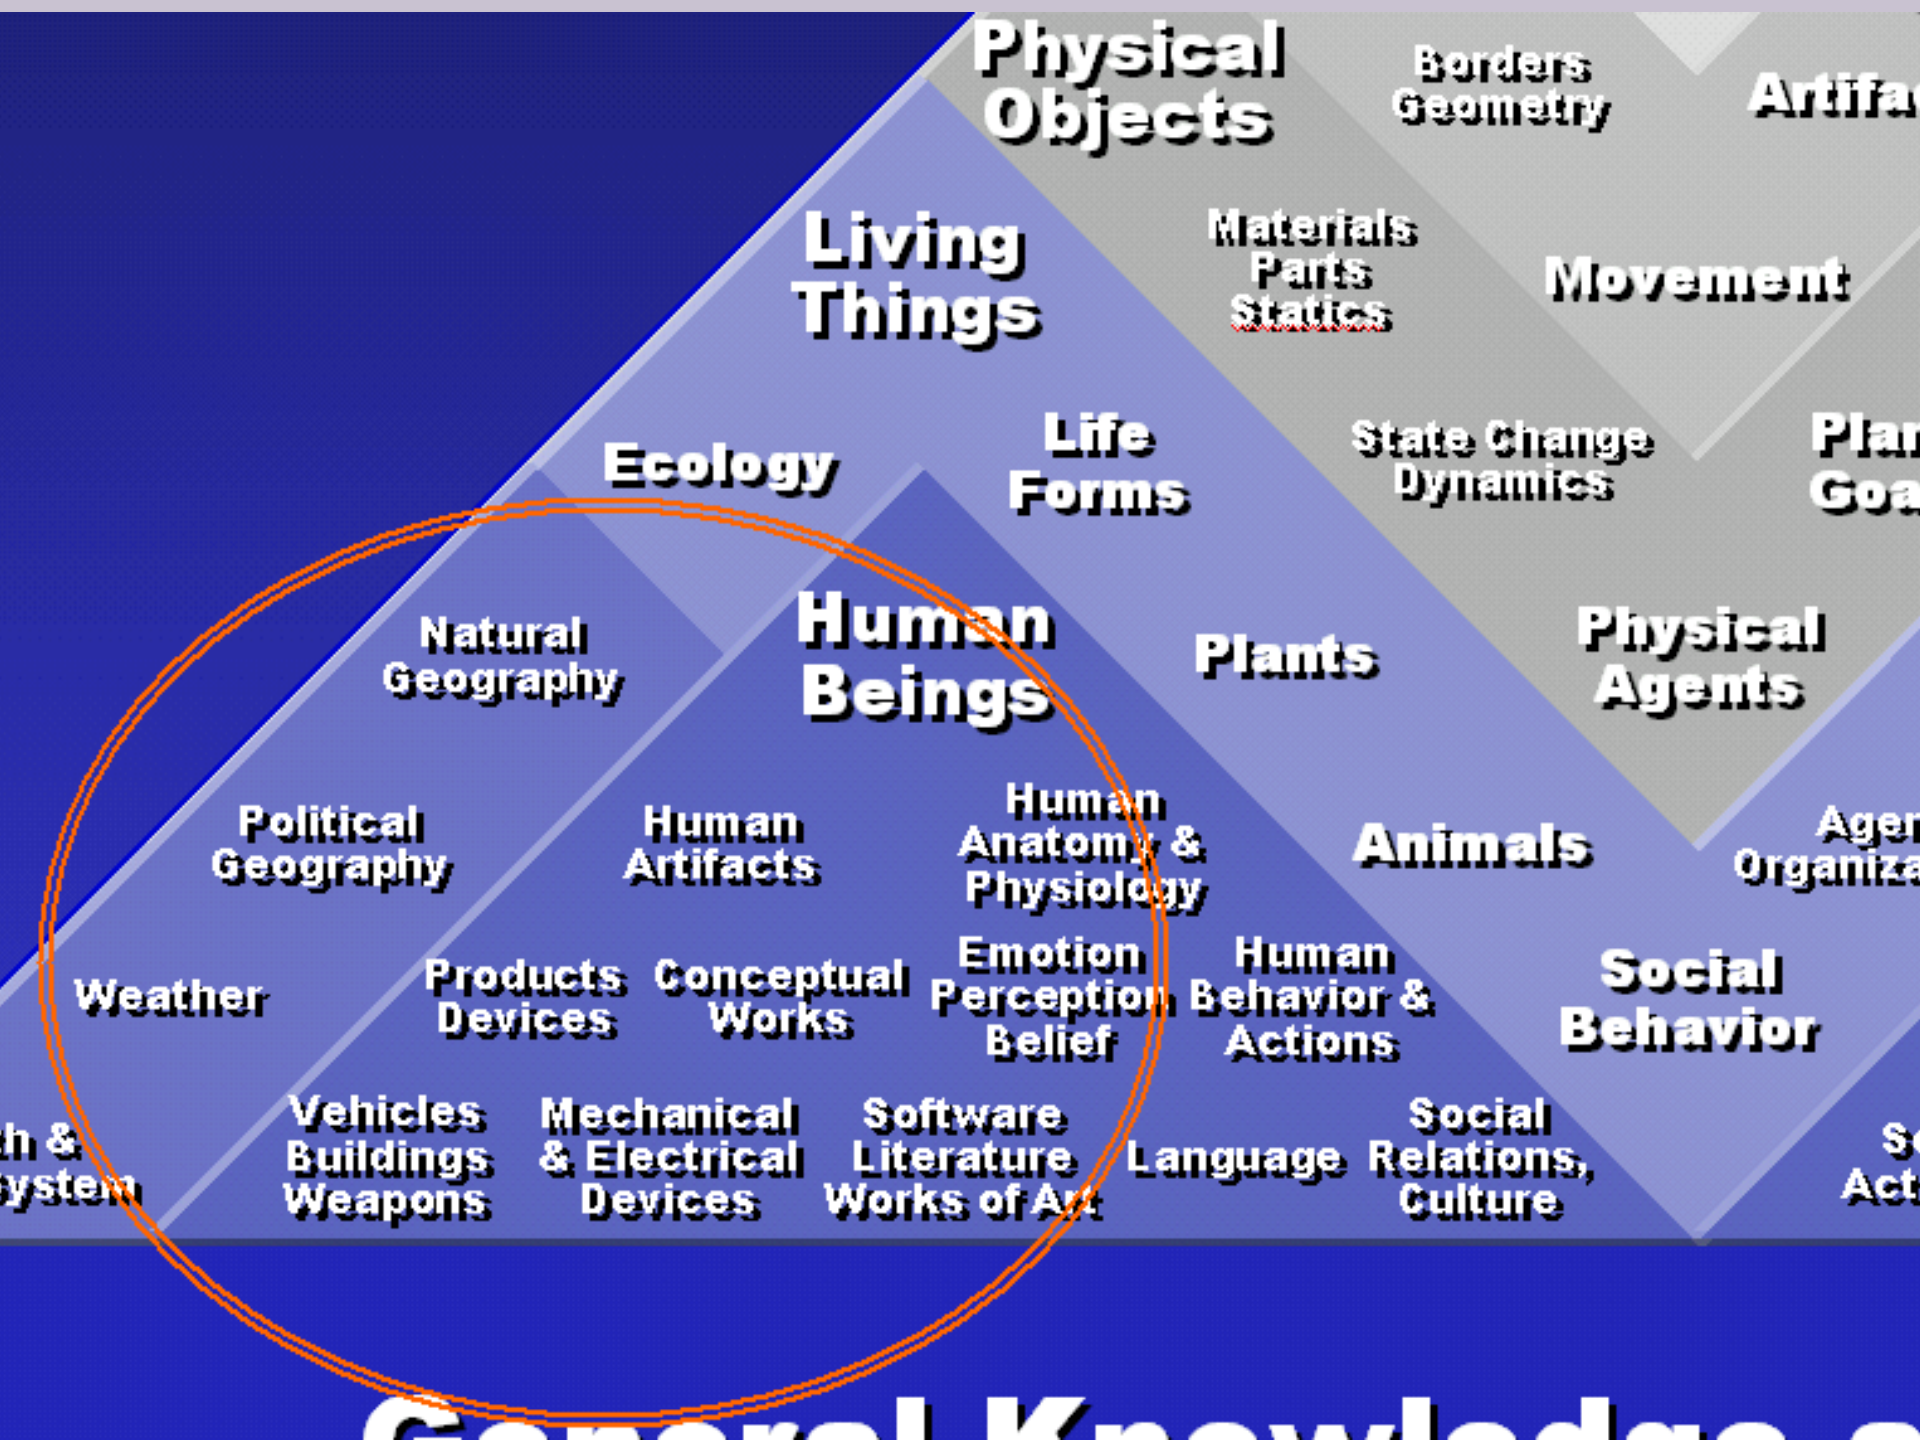 Physical
Objects
Borders
Geometry
Living
Things
Materials
Parts
Statics
Movement
Ecology
Life
Forms
State Change
Dynamics
Natural
Geography
Human
Beings
Plants
Physical
Agents
Political
Geography
Human
Artifacts
Human
Anatomy &
Physiology
Animals
Weather
Products
Devices
Conceptual
Works
Emotion
Perception
Belief
Human
Behavior &
Actions
Social
Behavior
Vehicles
Buildings
Weapons
Mechanical
& Electrical
Devices
Software
Literature
Works of Art
Language
Social
Relations,
Culture
General Knowledge